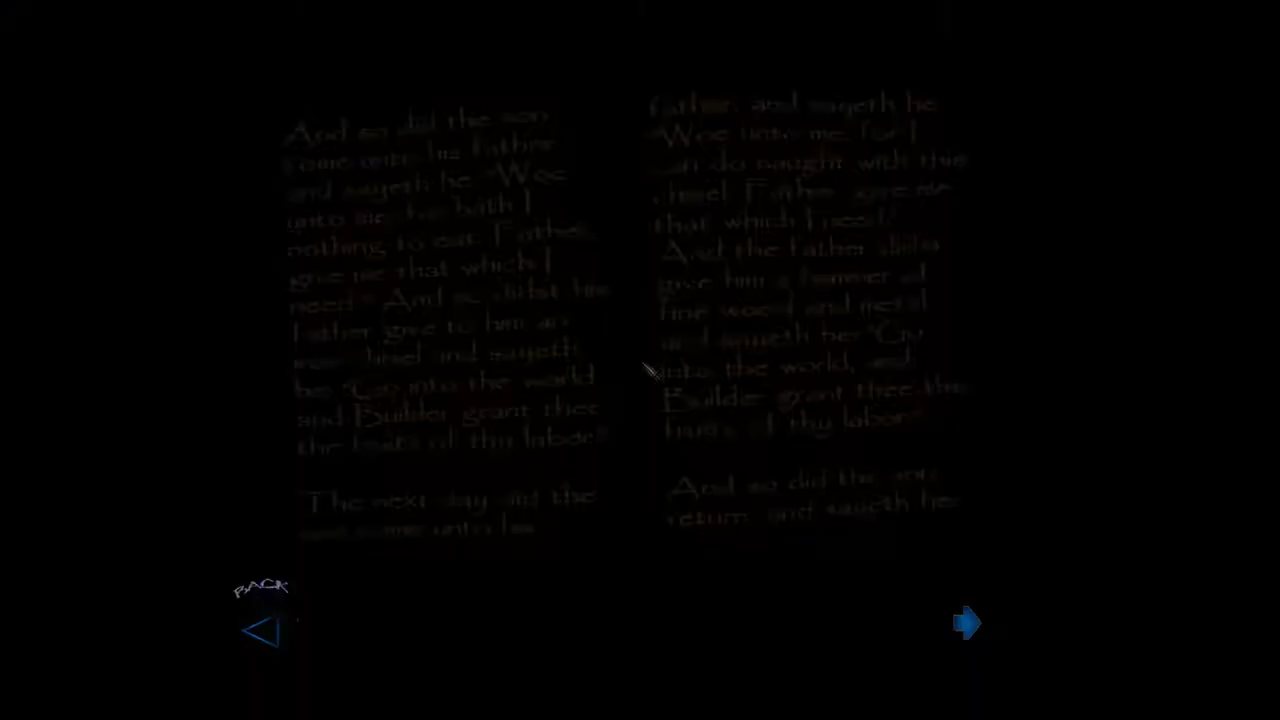 And so did the son
come unto his father
and sayeth he "Woe
unto me, for hath I
nothing to eat. Father,
give me that which I
need." And so didst his
father give to him an
iron chisel and sayeth
he: "Go into the world
and Builder grant thee
the fruits of thy labor."
The next day did the
son come unto his
father, and sayeth he
"Woe unto me, for I
can do naught with this
chisel. Father give me
that which I need."
And the father didst
give him a hammer of
fine wood and metal
and sayeth he: "Go
into the world, and
Builder grant thee the
fruits of thy labor."
And so did the son
return, and sayeth he:
BACK